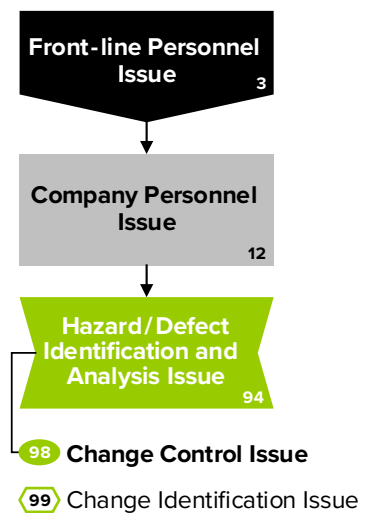 Front-line Personnel
Issue
3
Company Personnel
Issue
12
Hazard/Defect
Identification and
Analysis Issue
94
98 Change Control Issue
99 Change Identification Issue